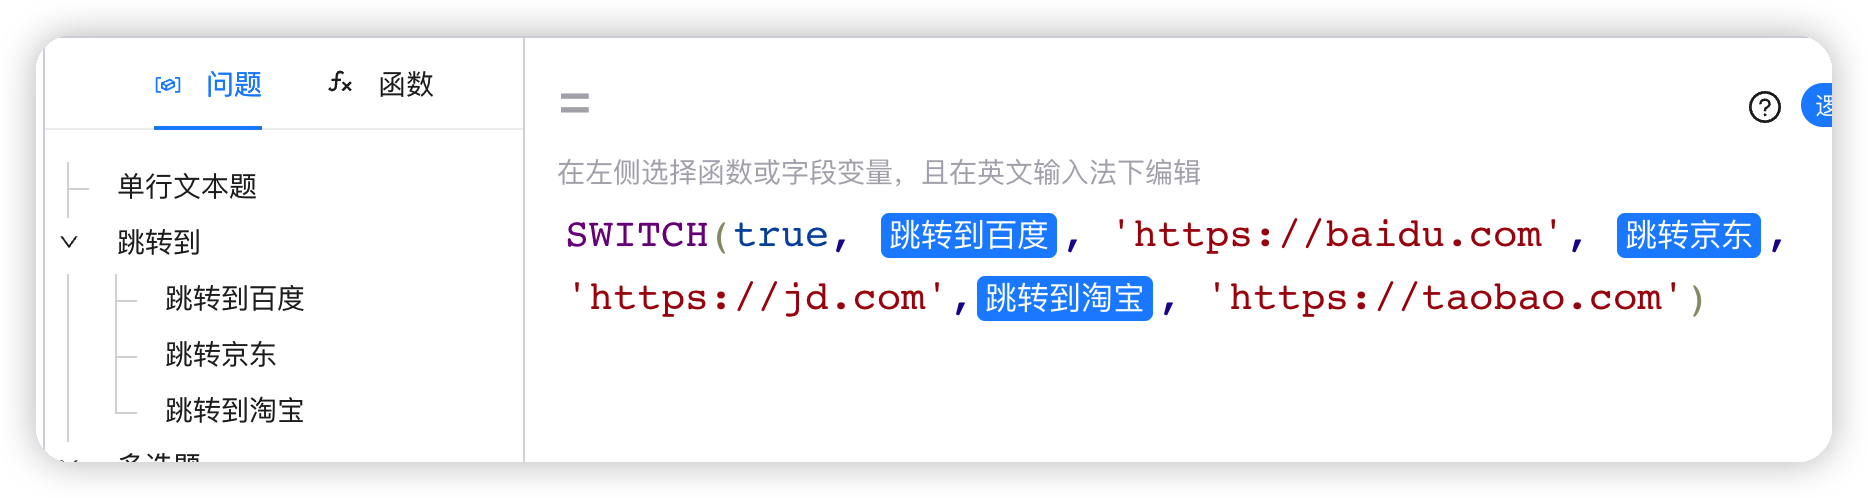 问题 函数
单行文本题
跳转到
跳转到百度
跳转京东
跳转到淘宝
多选题
=
在左侧选择函数或字段变量，且在英文输入法下编辑
SWITCH(true, 跳转到百度, 'https://baidu.com', 跳转京东,
'https://jd.com',跳转到淘宝, 'https://taobao.com')